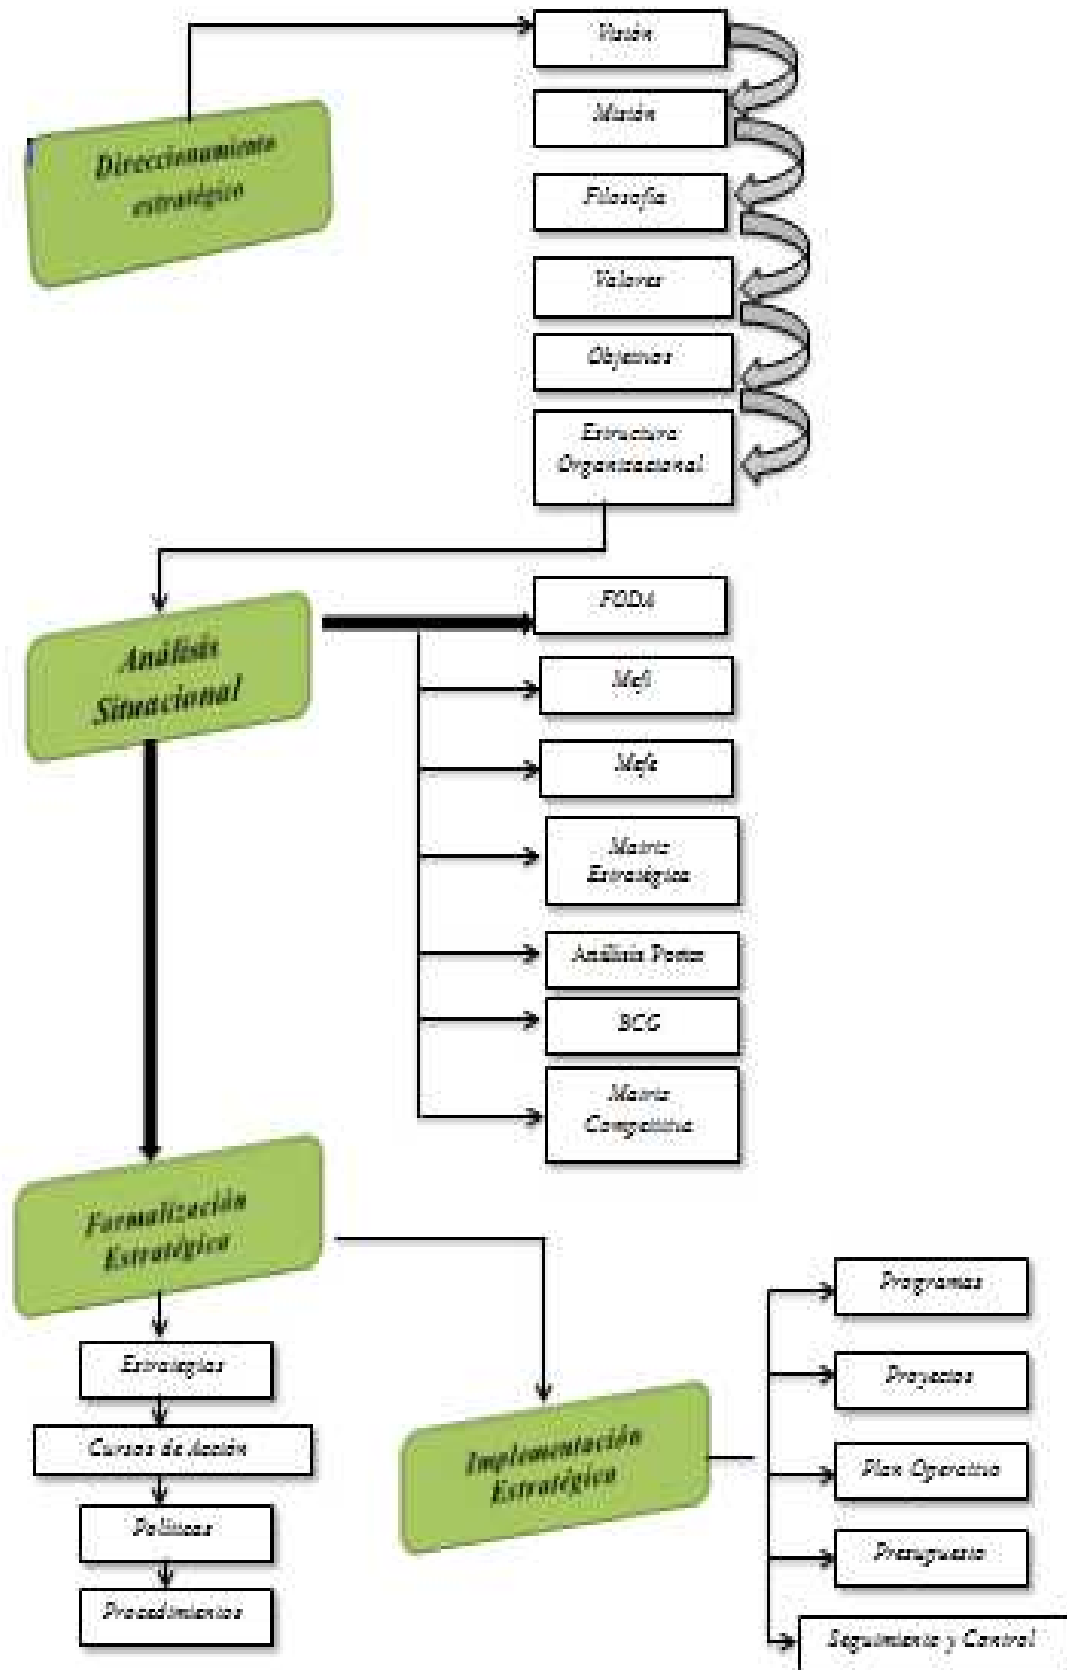 Visión
Direccionamiento
estratégico
Misión
Filosofía
Valores
Objetivos
Estructura
Organizacional
Análisis
Situacional
FODA
Mefi
Mefe
Matriz
Estratégica
Análisis Porter
BCG
Matriz
Competitiva
Formalización
Estratégica
Estrategias
Cursos de Acción
Políticas
Procedimientos
Implementación
Estratégica
Programas
Proyectos
Plan Operativo
Presupuesto
Seguimiento y Control